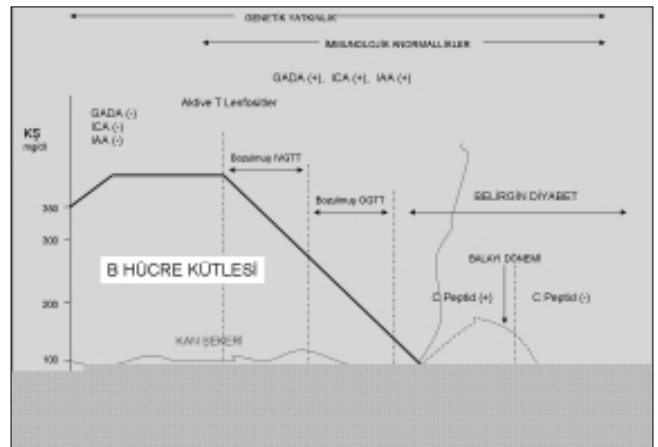 GENETİK YATKINLIK
İMMUNOLOJİK ANORMALLİKLER
GADA (+), ICA (+), IAA (+)
Aktive T Lenfositler
GADA (-)
ICA (-)
IAA (-)
KŞ
mg/dl
Bozulmuş IVGTT
Bozulmuş OGTT
BELİRGİN DİYABET
350
300
200
100
B HÜCRE KÜTLESİ
BALAYI DÖNEMİ
C Peptid (+)
C Peptid (-)
KAN ŞEKERİ